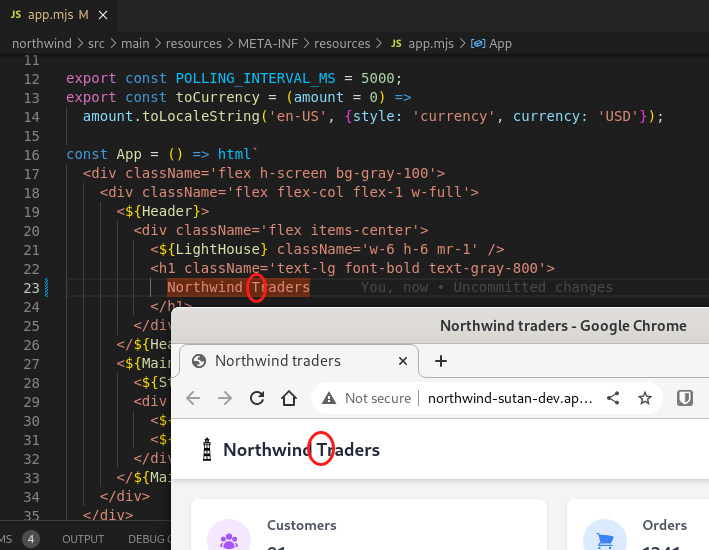 JS app.mjs M ×
northwind > src > main > resources > META-INF > resources > JS app.mjs > App
11
12 export const POLLING_INTERVAL_MS = 5000;
13 export const toCurrency = (amount = 0) =>
14 amount.toLocaleString('en-US', {style: 'currency', currency: 'USD'});
15
16 const App = () => html`
17 <div className='flex h-screen bg-gray-100'>
18 <div className='flex flex-col flex-1 w-full'>
19 <${Header}>
20 <div className='flex items-center'>
21 <${LightHouse} className='w-6 h-6 mr-1' />
22 <h1 className='text-lg font-bold text-gray-800'>
23 Northwind Traders You, now • Uncommitted changes
24 </h1>
25 </di
26 </${Hea
27 <${Main
28 <${St
29 <div
30 <${
31 <${
32 </di
33 </${Mai
34 </div>
35 </div>
MS 4 OUTPUT DEBUG C
Northwind traders - Google Chrome
Northwind traders × +
Not secure | northwind-sutan-dev.ap...
Northwind Traders
Customers
Orders